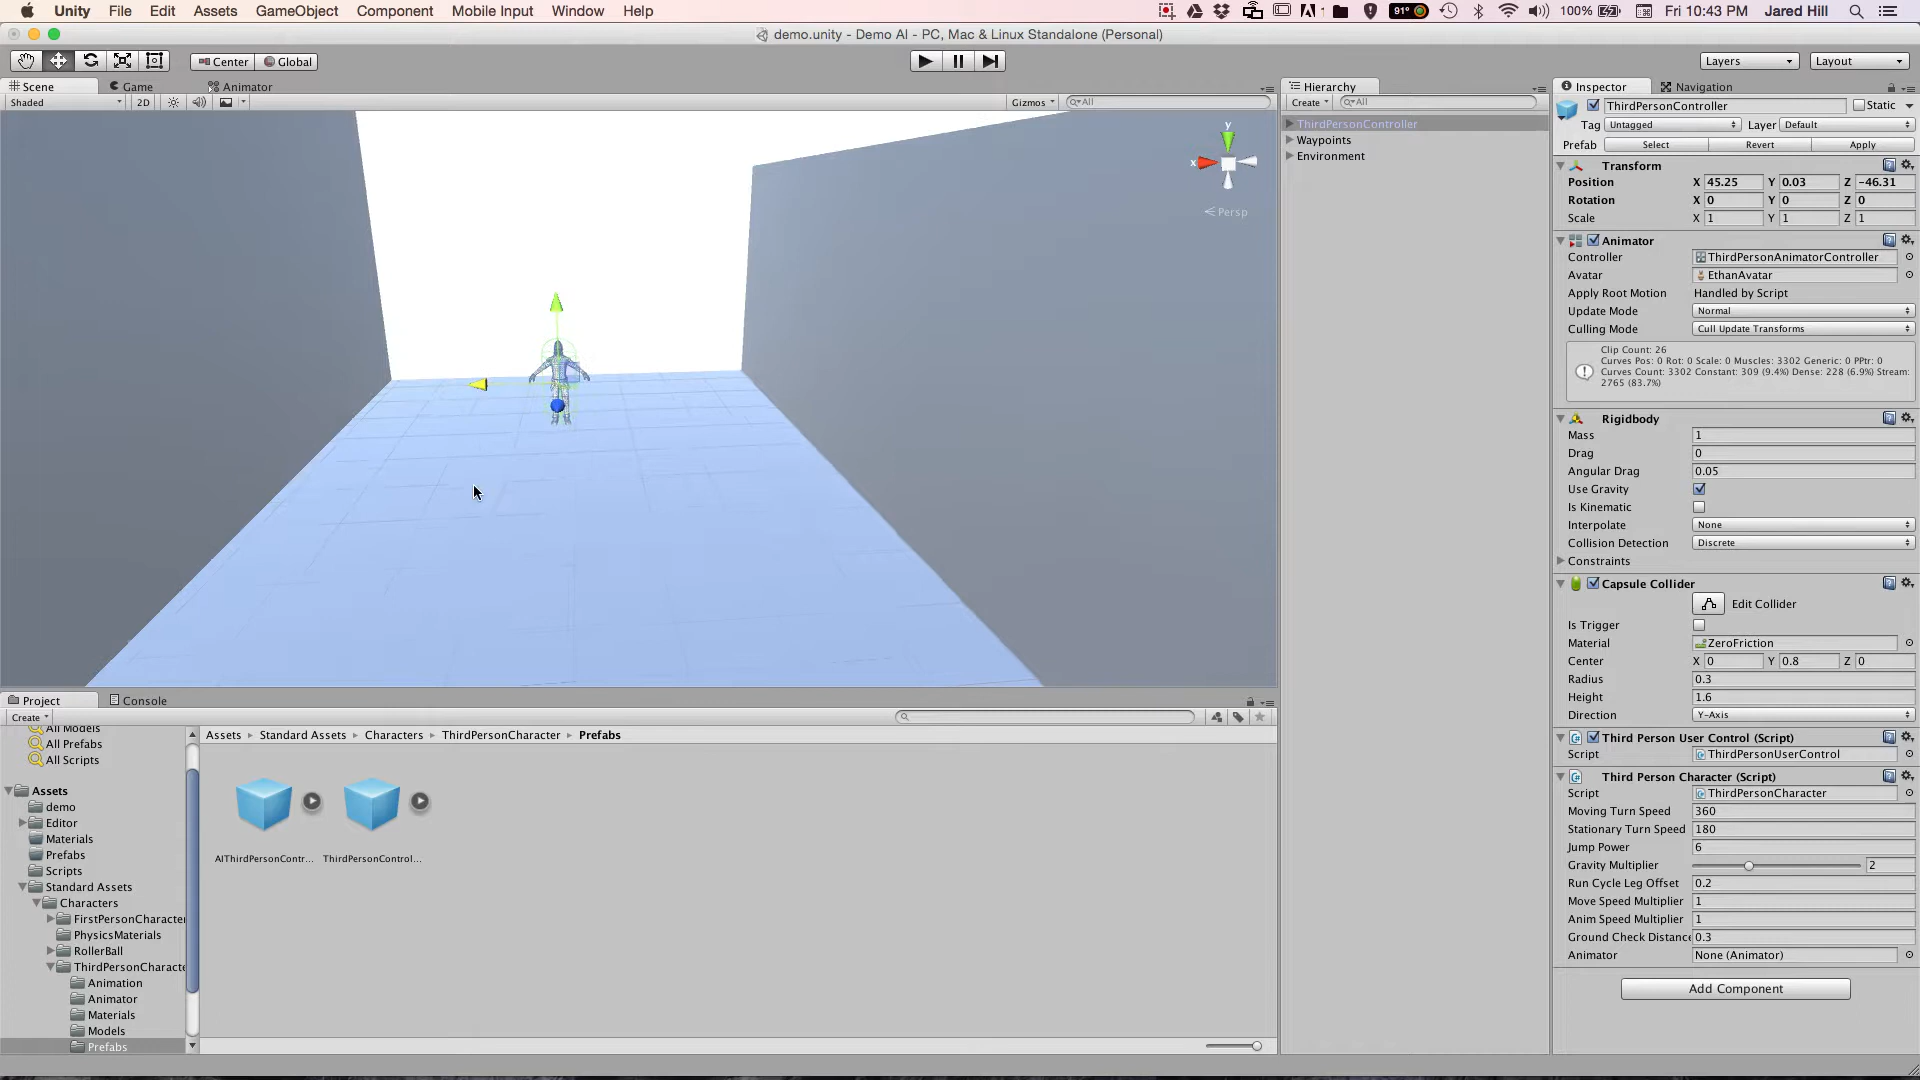 Unity File Edit Assets GameObject Component Mobile Input Window Help
91° 100% Fri 10:43 PM Jared Hill
demo.unity - Demo AI - PC, Mac & Linux Standalone (Personal)
Center Global
Layers Layout
Scene Game Animator
Shaded 2D Gizmos All
y
x
Persp
Hierarchy
Create All
ThirdPersonController
Waypoints
Environment
Inspector Navigation
ThirdPersonController Static
Tag Untagged Layer Default
Prefab Select Revert Apply
Transform
Position X 45.25 Y 0.03 Z -46.31
Rotation X 0 Y 0 Z 0
Scale X 1 Y 1 Z 1
Animator
Controller ThirdPersonAnimatorController
Avatar EthanAvatar
Apply Root Motion Handled by Script
Update Mode Normal
Culling Mode Cull Update Transforms
Clip Count: 26
Curves Pos: 0 Rot: 0 Scale: 0 Muscles: 3302 Generic: 0 PPtr: 0
Curves Count: 3302 Constant: 309 (9.4%) Dense: 228 (6.9%) Stream:
2765 (83.7%)
Rigidbody
Mass 1
Drag 0
Angular Drag 0.05
Use Gravity
Is Kinematic
Interpolate None
Collision Detection Discrete
Constraints
Capsule Collider
Edit Collider
Is Trigger
Material ZeroFriction
Center X 0 Y 0.8 Z 0
Radius 0.3
Height 1.6
Direction Y-Axis
Third Person User Control (Script)
Script ThirdPersonUserControl
Third Person Character (Script)
Script ThirdPersonCharacter
Moving Turn Speed 360
Stationary Turn Speed 180
Jump Power 6
Gravity Multiplier 2
Run Cycle Leg Offset 0.2
Move Speed Multiplier 1
Anim Speed Multiplier 1
Ground Check Distanc 0.3
Animator None (Animator)
Add Component
Project Console
Create
All Models
All Prefabs
All Scripts
Assets
demo
Editor
Materials
Prefabs
Scripts
Standard Assets
Characters
FirstPersonCharacter
PhysicsMaterials
RollerBall
ThirdPersonCharacte
Animation
Animator
Materials
Models
Prefabs
Assets Standard Assets Characters ThirdPersonCharacter Prefabs
AIThirdPersonContr... ThirdPersonControl...